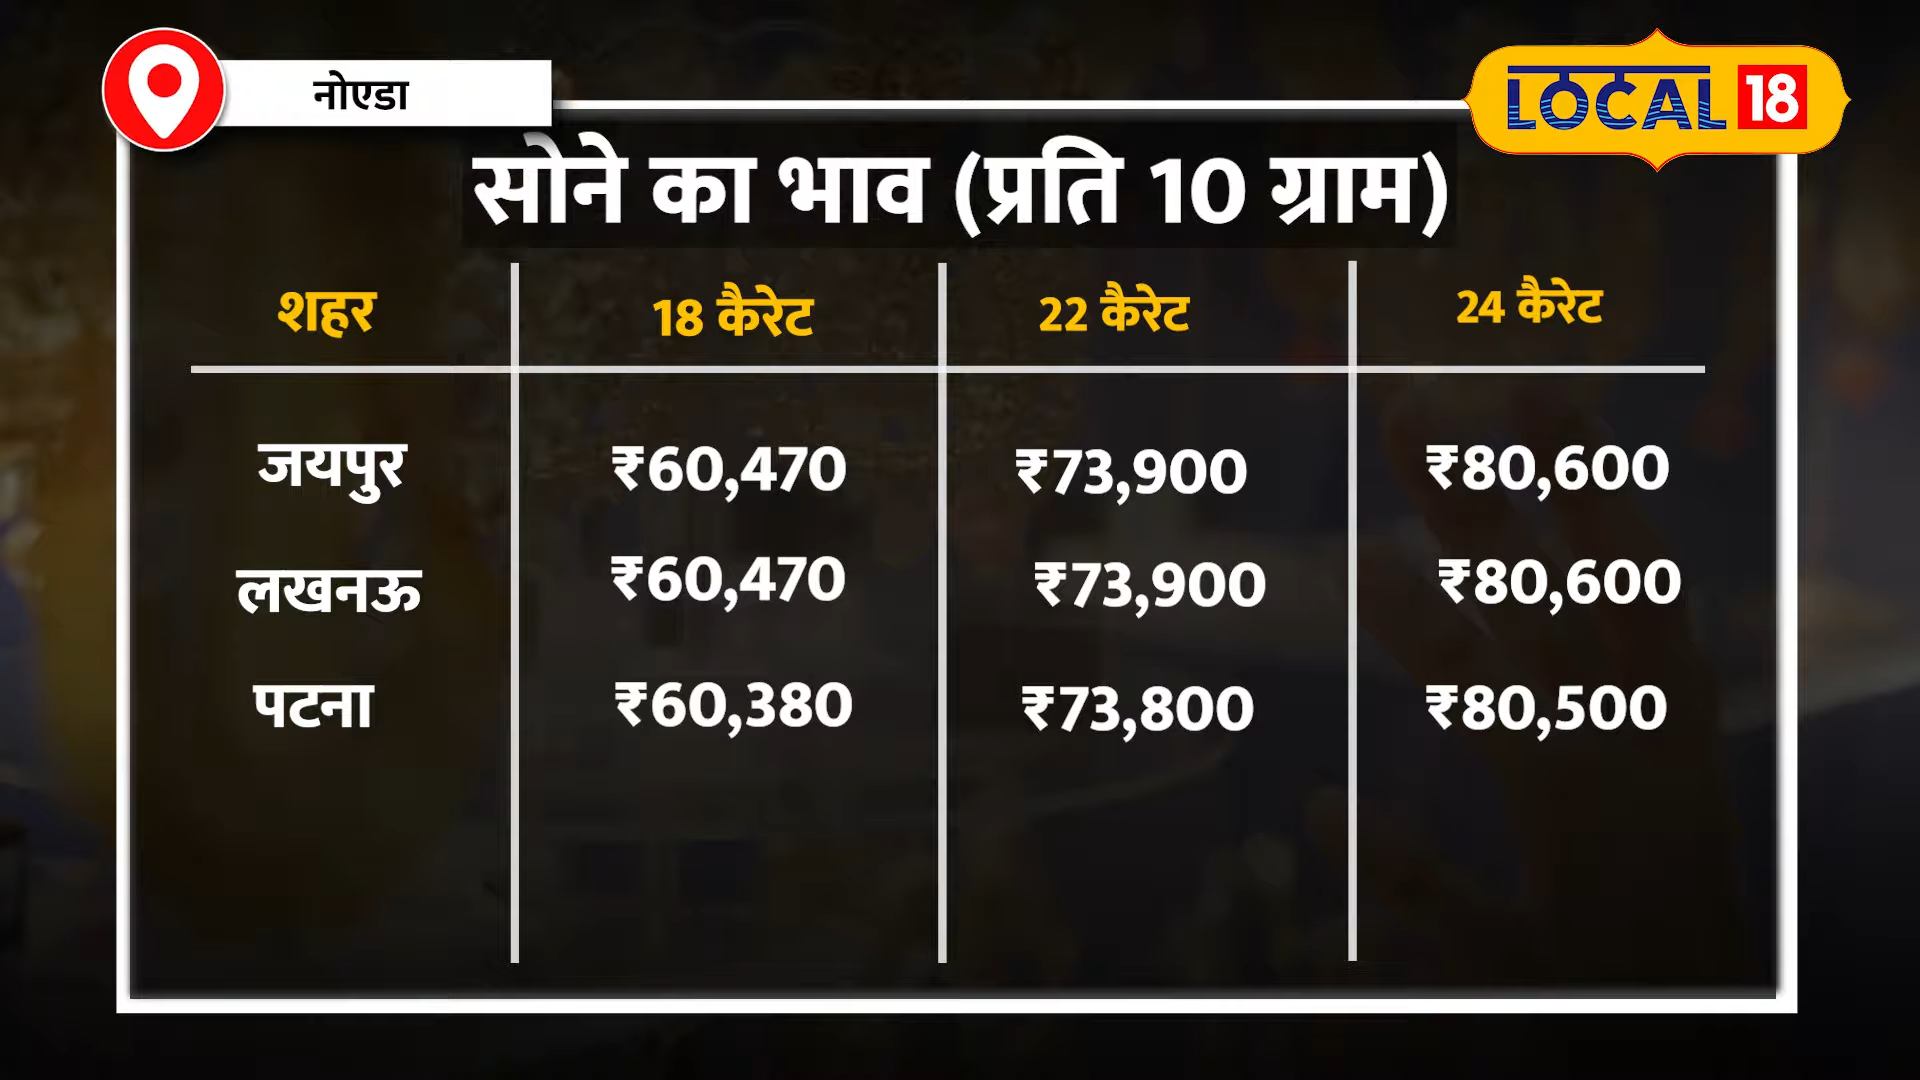 नोएडा
LOCAL 18
सोने का भाव (प्रति 10 ग्राम)
शहर 18 कैरेट 22 कैरेट 24 कैरेट
जयपुर ₹60,470 ₹73,900 ₹80,600
लखनऊ ₹60,470 ₹73,900 ₹80,600
पटना ₹60,380 ₹73,800 ₹80,500